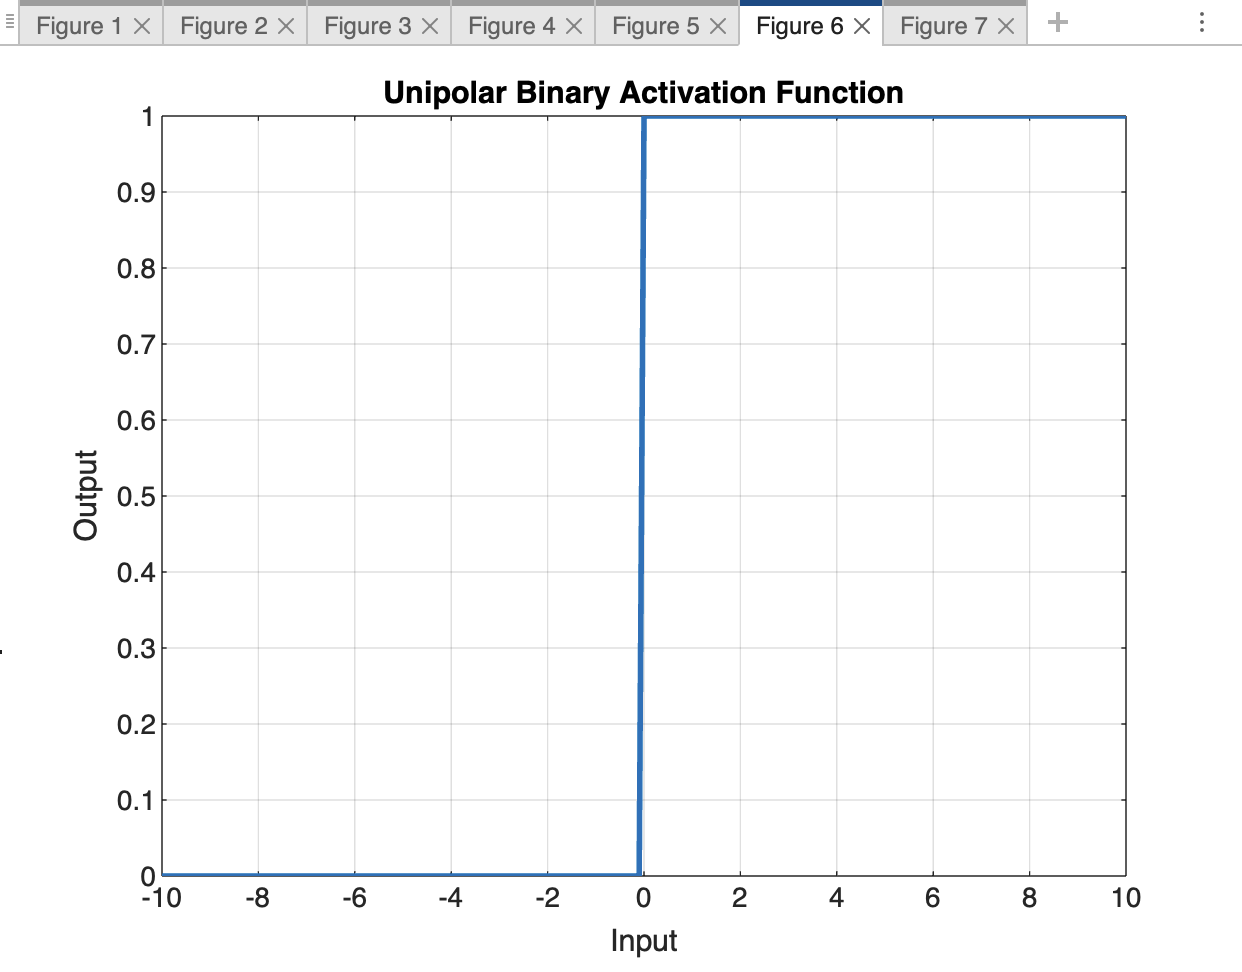 Figure 1 Figure 2 Figure 3 Figure 4 Figure 5 Figure 6 Figure 7
Unipolar Binary Activation Function
1
0.9
0.8
0.7
0.6
0.5
0.4
0.3
0.2
0.1
0
Output
-10 -8 -6 -4 -2 0 2 4 6 8 10
Input